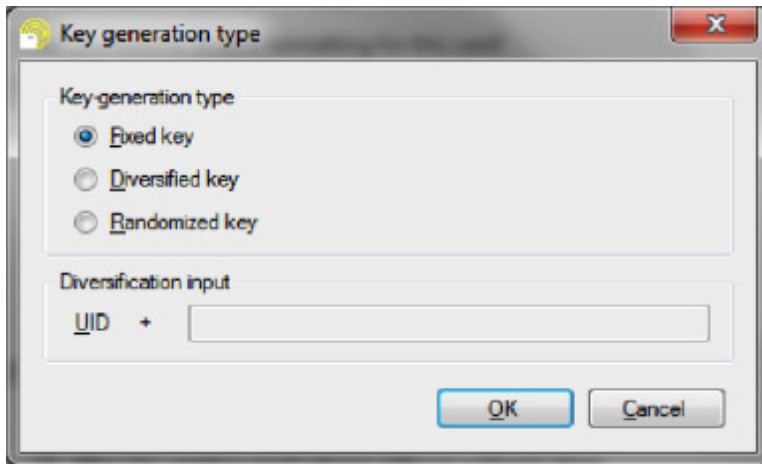 Key generation type
Key-generation type
Fixed key
Diversified key
Randomized key
Diversification input
UID +
OK Cancel